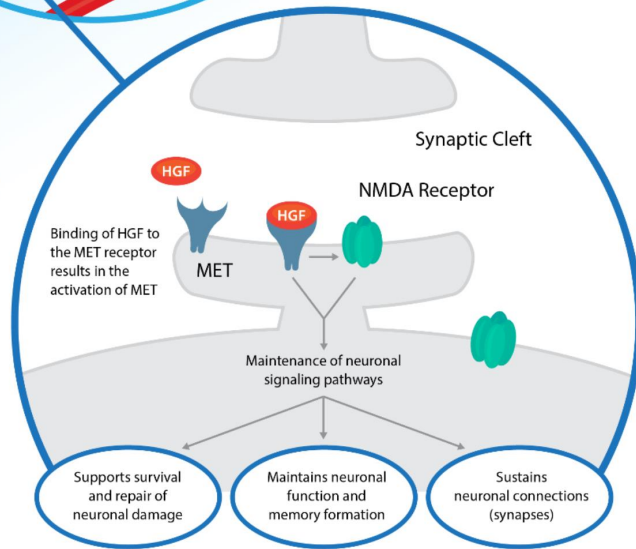 Synaptic Cleft
HGF
NMDA Receptor
HGF
Binding of HGF to
the MET receptor
results in the
activation of MET
MET
Maintenance of neuronal
signaling pathways
Supports survival
and repair of
neuronal damage
Maintains neuronal
function and
memory formation
Sustains
neuronal connections
(synapses)